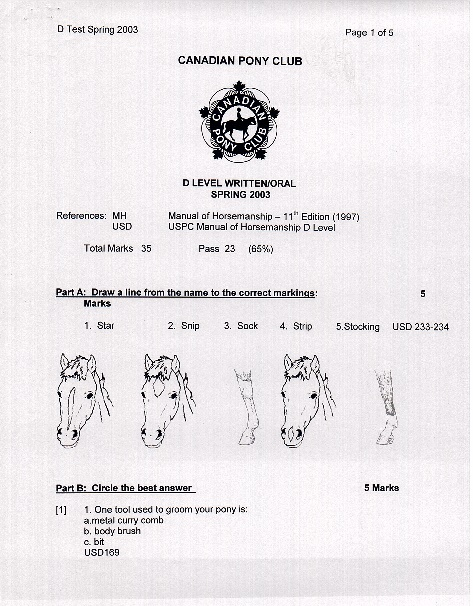 D Test Spring 2003
Page 1 of 5
CANADIAN PONY CLUB
CANADIAN
PONY CLUB
D LEVEL WRITTEN/ORAL
SPRING 2003
References: MH Manual of Horsemanship – 11th Edition (1997)
USD USPC Manual of Horsemanship D Level
Total Marks 35 Pass 23 (65%)
Part A: Draw a line from the name to the correct markings: 5
Marks
1. Star 2. Snip 3. Sock 4. Strip 5.Stocking USD 233-234
Part B: Circle the best answer 5 Marks
[1] 1. One tool used to groom your pony is:
a.metal curry comb
b. body brush
c. bit
USD169